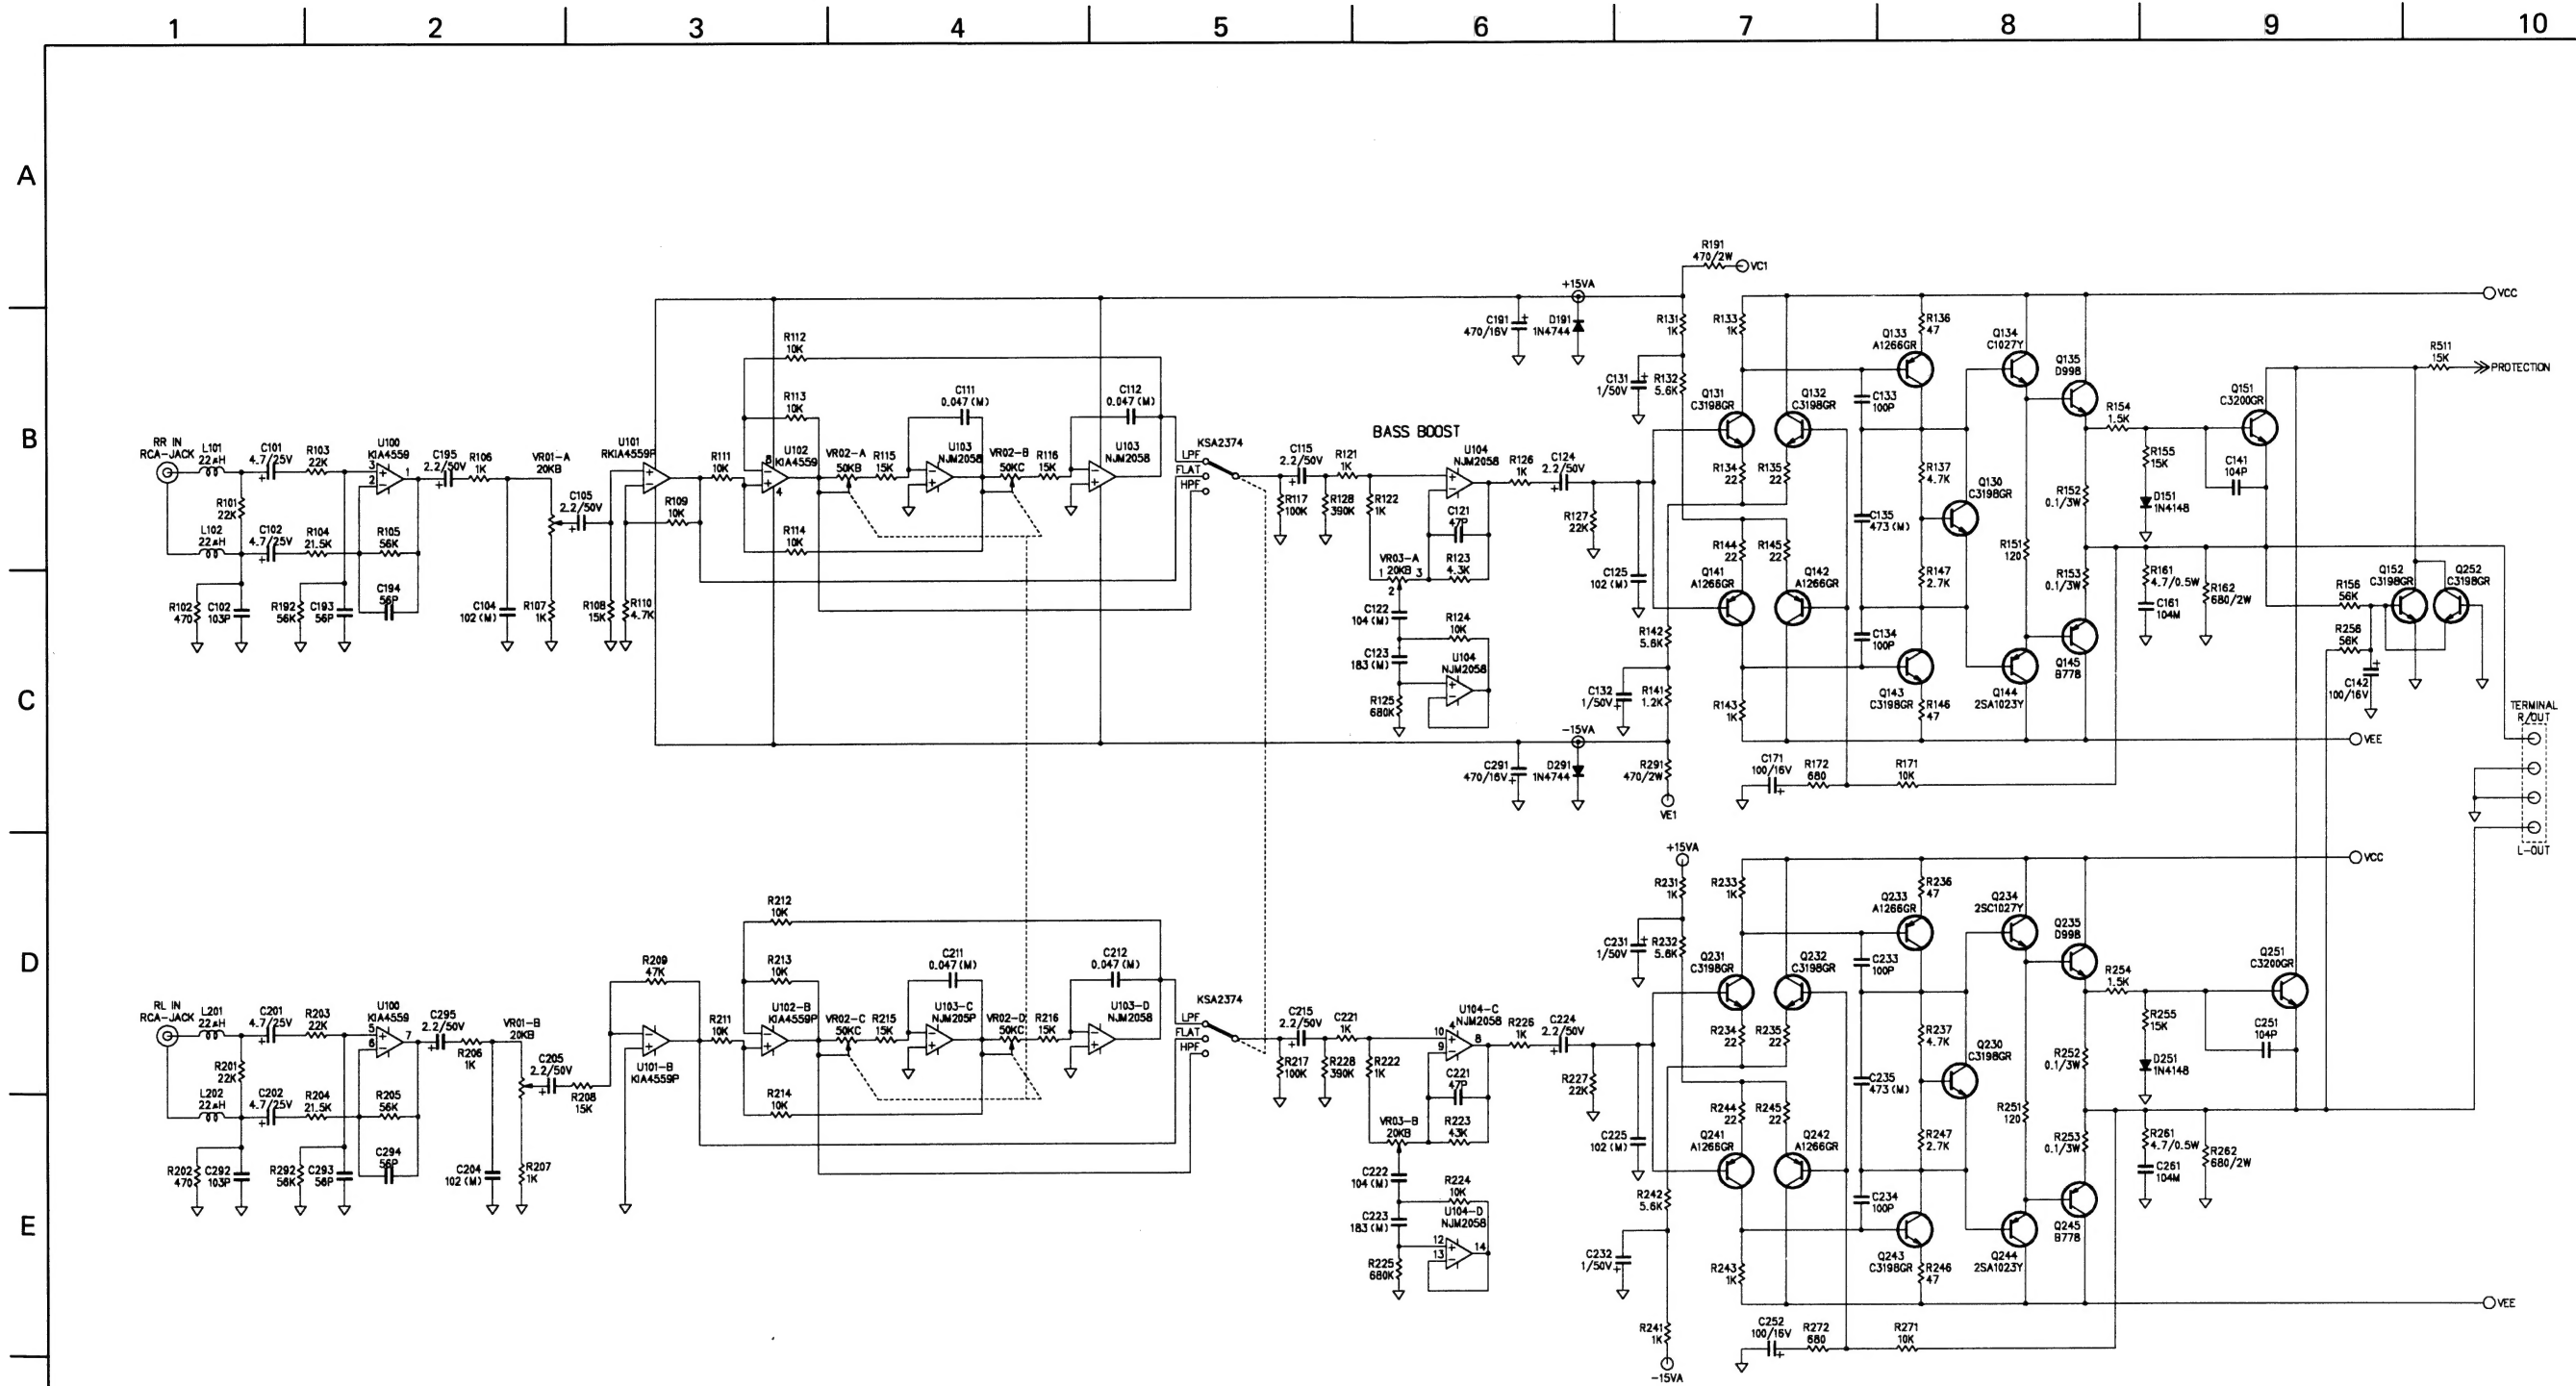 1 2 3 4 5 6 7 8 9 10
A
B
C
D
E
R191
470/2W
VC1
+15VA
VCC
C191
470/16V
D191
1N4744
R131
1K
R133
1K
R136
47
Q133
A1266GR
Q134
C1027Y
Q135
D998
R511
15K
PROTECTION
R112
10K
R113
10K
C111
0.047(M)
C112
0.047(M)
C131
1/50V
R132
5.6K
Q131
C3198GR
Q132
C3198GR
C133
100P
Q151
C3200GR
R154
1.5K
BASS BOOST
RR IN
RCA-JACK
L101
22µH
C101
4.7/25V
R103
22K
U100
KIA4559
3
2
1
C195
2.2/50V
R106
1K
VR01-A
20KB
C105
2.2/50V
U101
RKIA4559P
R109
10K
R111
10K
U102
KIA4559
8
4
VR02-A
50KB
R115
15K
U103
NJM2058
VR02-B
50KC
R116
15K
U103
NJM2058
KSA2374
LPF
FLAT
HPF
C115
2.2/50V
R121
1K
R117
100K
R128
390K
R122
1K
U104
NJM2058
R126
1K
C124
2.2/50V
C121
47P
R127
22K
R134
22
R135
22
R137
4.7K
Q130
C3198GR
R152
0.1/3W
R155
15K
D151
1N4148
C141
104P
R101
22K
L102
22µH
C102
4.7/25V
R104
21.5K
R105
56K
R114
10K
VR03-A
20KB
1
3
2
R123
4.3K
C135
473(M)
R144
22
R145
22
R151
120
R102
470
C102
103P
R192
56K
C193
56P
C194
56P
C104
102(M)
R107
1K
R108
15K
R110
4.7K
C125
102(M)
Q141
A1266GR
Q142
A1266GR
R147
2.7K
R153
0.1/3W
R161
4.7/0.5W
R162
680/2W
C161
104M
R156
56K
Q152
C3198GR
Q252
C3198GR
C122
104(M)
R124
10K
C123
183(M)
U104
NJM2058
R125
680K
R142
5.6K
C134
100P
R256
56K
C142
100/16V
C132
1/50V
R141
1.2K
R143
1K
Q143
C3198GR
R146
47
Q144
2SA1023Y
Q145
B778
TERMINAL
R/OUT
-15VA
VEE
C291
470/16V
D291
1N4744
R291
470/2W
VE1
C171
100/16V
R172
680
R171
10K
L-OUT
+15VA
VCC
R231
1K
R233
1K
R236
47
Q233
A1266GR
Q234
2SC1027Y
Q235
D998
R212
10K
R213
10K
R209
47K
C211
0.047(M)
C212
0.047(M)
C231
1/50V
R232
5.6K
Q231
C3198GR
Q232
C3198GR
C233
100P
Q251
C3200GR
R254
1.5K
RL IN
RCA-JACK
L201
22µH
C201
4.7/25V
R203
22K
U100
KIA4559
5
6
7
C295
2.2/50V
R206
1K
VR01-B
20KB
C205
2.2/50V
R208
15K
U101-B
KIA4559P
R211
10K
U102-B
KIA4559P
VR02-C
50KC
R215
15K
U103-C
NJM205P
VR02-D
50KC
R216
15K
U103-D
NJM2058
KSA2374
LPF
FLAT
HPF
C215
2.2/50V
C221
1K
R217
100K
R228
390K
R222
1K
U104-C
NJM2058
10
9
4
8
R226
1K
C224
2.2/50V
C221
47P
R227
22K
R234
22
R235
22
R237
4.7K
Q230
C3198GR
R252
0.1/3W
R255
15K
D251
1N4148
C251
104P
R201
22K
L202
22µH
C202
4.7/25V
R204
21.5K
R205
56K
R214
10K
VR03-B
20KB
R223
43K
C235
473(M)
R244
22
R245
22
R251
120
R202
470
C292
103P
R292
56K
C293
56P
C294
56P
C204
102(M)
R207
1K
C225
102(M)
Q241
A1266GR
Q242
A1266GR
R247
2.7K
R253
0.1/3W
R261
4.7/0.5W
R262
680/2W
C261
104M
C222
104(M)
R224
10K
C223
183(M)
U104-D
NJM2058
12
13
14
R225
680K
R242
5.6K
C234
100P
C232
1/50V
R243
1K
Q243
C3198GR
R246
47
Q244
2SA1023Y
Q245
B778
VEE
R241
1K
-15VA
C252
100/16V
R272
680
R271
10K